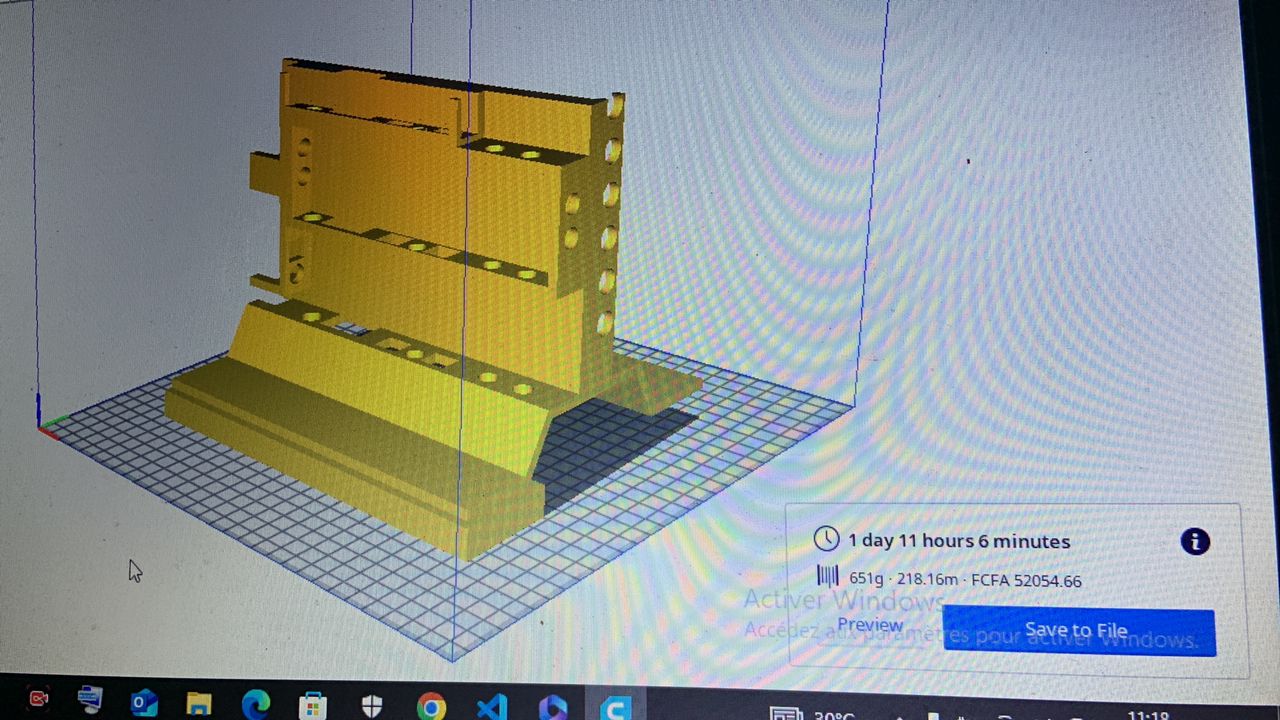 1 day 11 hours 6 minutes
651g · 218.16m · FCFA 52054.66
Activer Windows
Preview
Save to File
Accédez aux paramètres pour activer Windows.
30°C
11:18